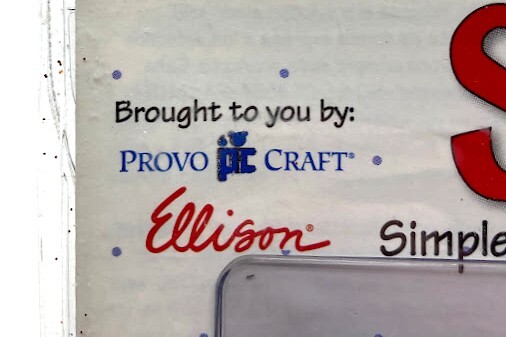 S
Brought to you by:
PROVO PC CRAFT®
Ellison®
Simple